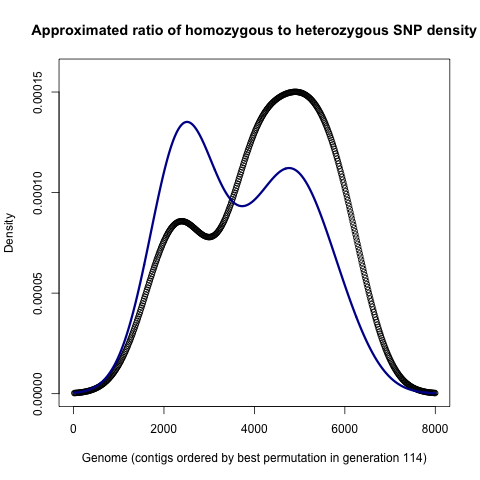 Approximated ratio of homozygous to heterozygous SNP density
0.00015
0.00010
0.00005
0.00000
Density
0 2000 4000 6000 8000
Genome (contigs ordered by best permutation in generation 114)